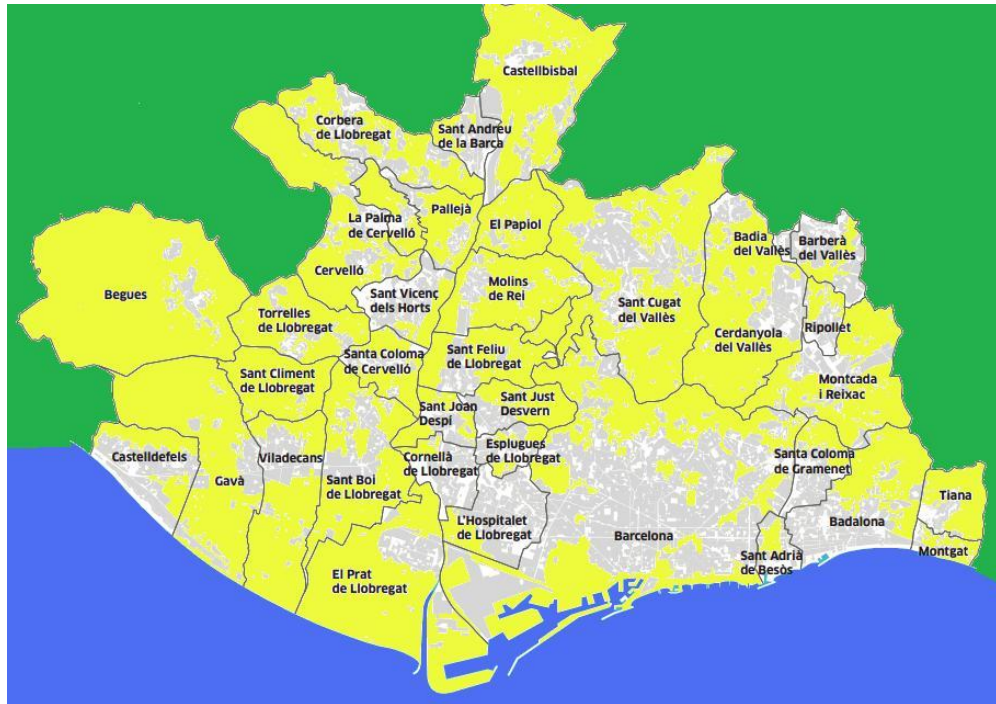 Castellbisbal
Corbera
de Llobregat
Sant Andreu
de la Barca
La Palma
de Cervelló
Pallejà
El Papiol
Badia
del Vallès
Barberà
del Vallès
Begues
Cervelló
Sant Vicenç
dels Horts
Molins
de Rei
Sant Cugat
del Vallès
Torrelles
de Llobregat
Cerdanyola
del Vallès
Ripollet
Santa Coloma
de Cervelló
Sant Feliu
de Llobregat
Sant Climent
de Llobregat
Montcada
i Reixac
Sant Joan
Despí
Sant Just
Desvern
Castelldefels
Gavà
Viladecans
Sant Boi
de Llobregat
Cornellà
de Llobregat
Esplugues
de Llobregat
Santa Coloma
de Gramenet
Tiana
L'Hospitalet
de Llobregat
Barcelona
Badalona
Sant Adrià
de Besòs
Montgat
El Prat
de Llobregat